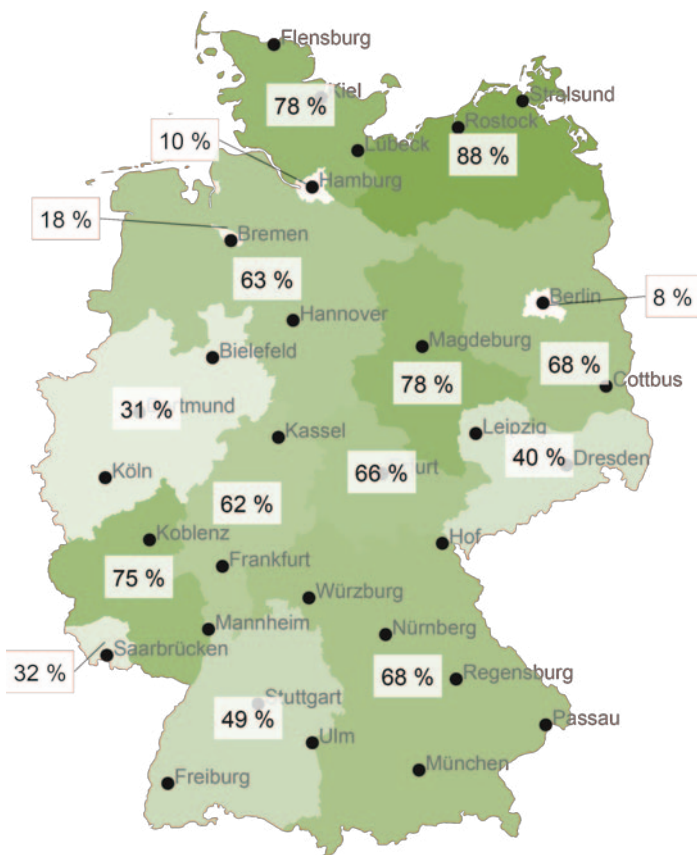 Flensburg
Kiel
78 %
Stralsund
Rostock
88 %
Lübeck
10 %
Hamburg
18 %
Bremen
63 %
Berlin
8 %
Hannover
Magdeburg
Bielefeld
78 %
68 %
Cottbus
31 %
Dortmund
Leipzig
Kassel
40 %
Dresden
66 %
Köln
62 %
Koblenz
Hof
75 %
Frankfurt
Würzburg
Mannheim
Nürnberg
Saarbrücken
32 %
68 %
Regensburg
Stuttgart
49 %
Passau
Ulm
München
Freiburg